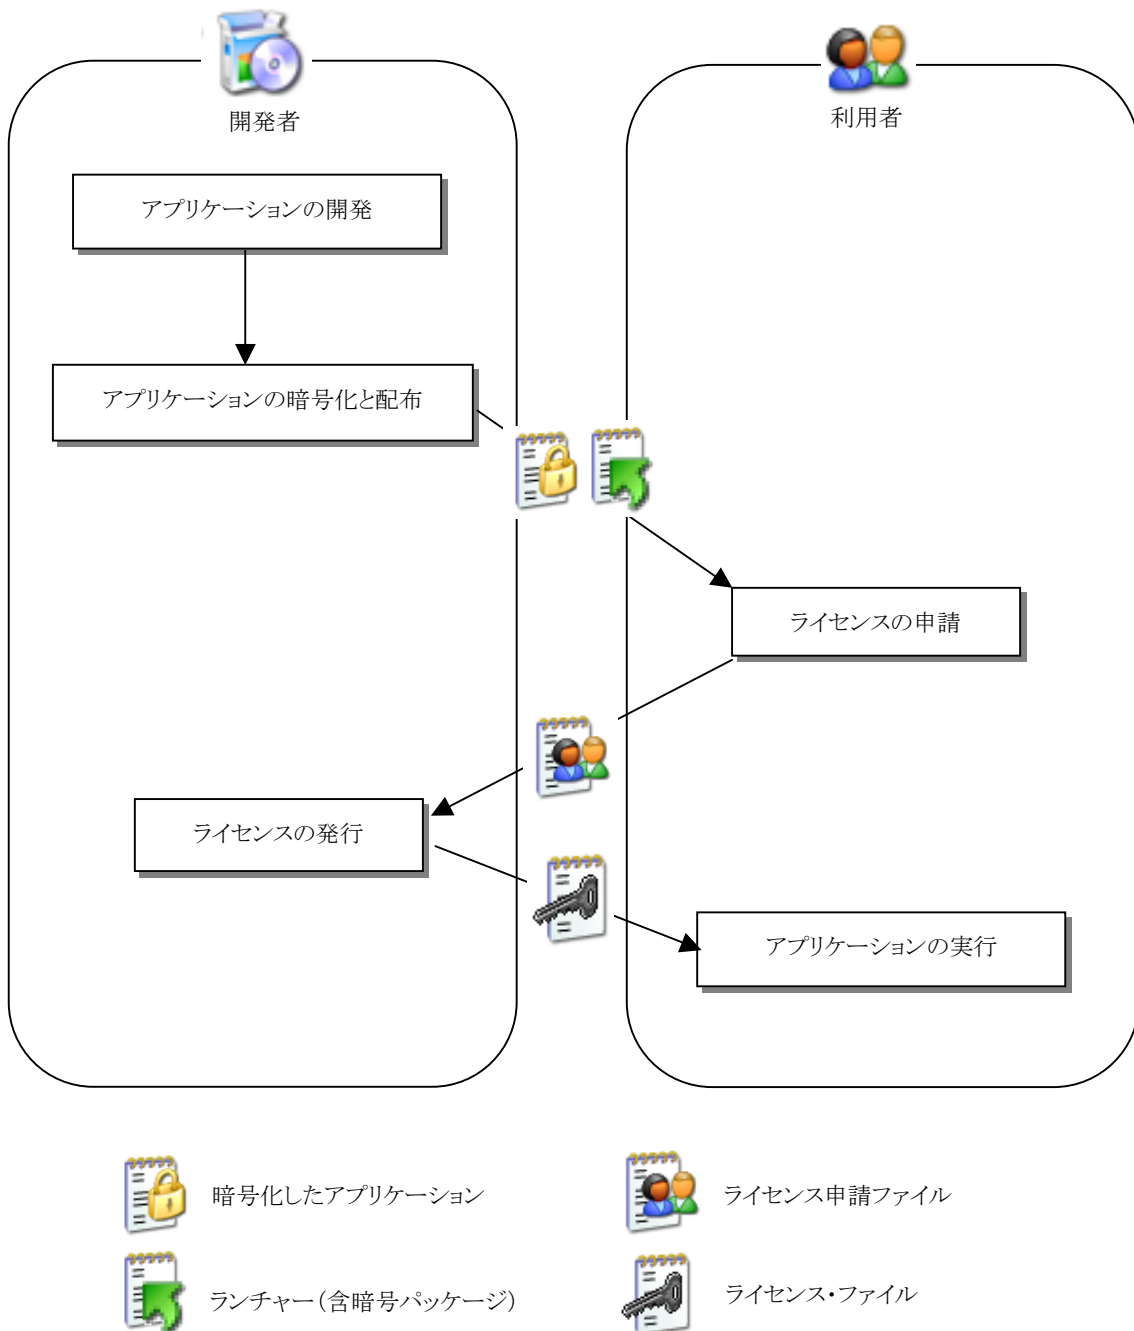 開発者
利用者
アプリケーションの開発
アプリケーションの暗号化と配布
ライセンスの申請
ライセンスの発行
アプリケーションの実行
暗号化したアプリケーション
ライセンス申請ファイル
ランチャー（含暗号パッケージ）
ライセンス・ファイル